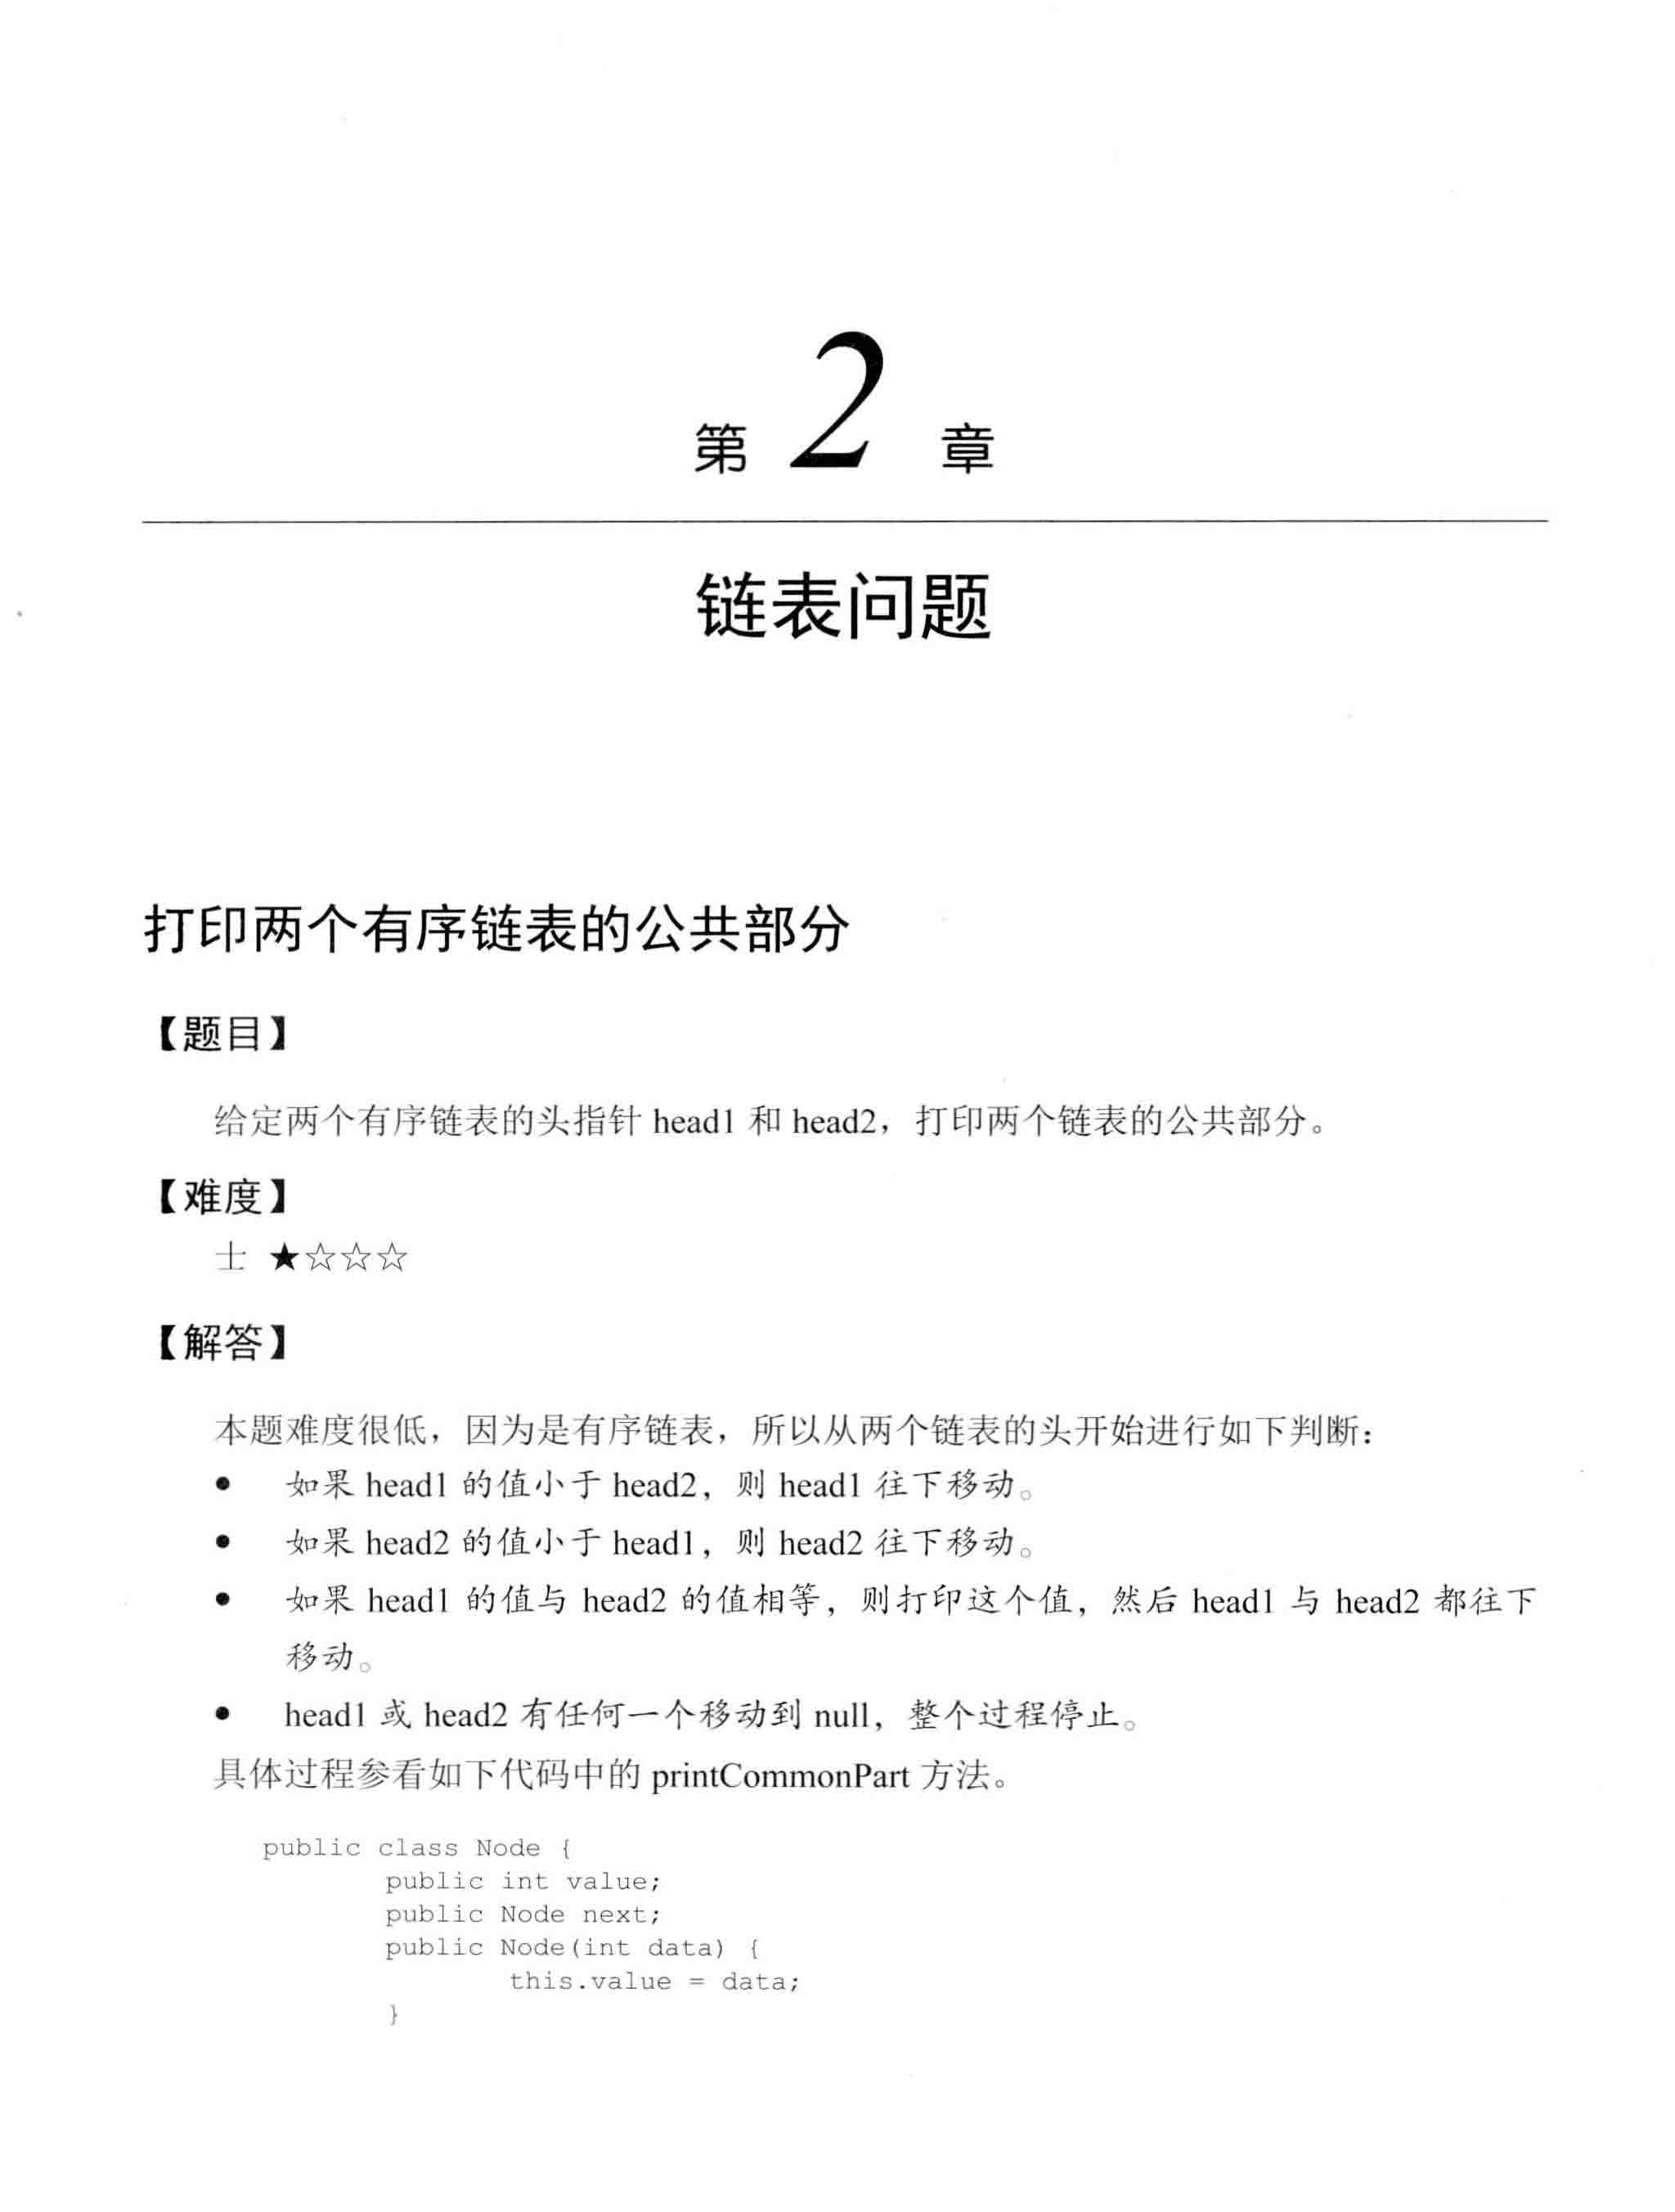 第 2 章
链表问题
打印两个有序链表的公共部分
【题目】
给定两个有序链表的头指针 head1 和 head2，打印两个链表的公共部分。
【难度】
士 ★☆☆☆
【解答】
本题难度很低，因为是有序链表，所以从两个链表的头开始进行如下判断：
● 如果 head1 的值小于 head2，则 head1 往下移动。
● 如果 head2 的值小于 head1，则 head2 往下移动。
● 如果 head1 的值与 head2 的值相等，则打印这个值，然后 head1 与 head2 都往下
移动。
● head1 或 head2 有任何一个移动到 null，整个过程停止。
具体过程参看如下代码中的 printCommonPart 方法。
public class Node {
public int value;
public Node next;
public Node(int data) {
this.value = data;
}